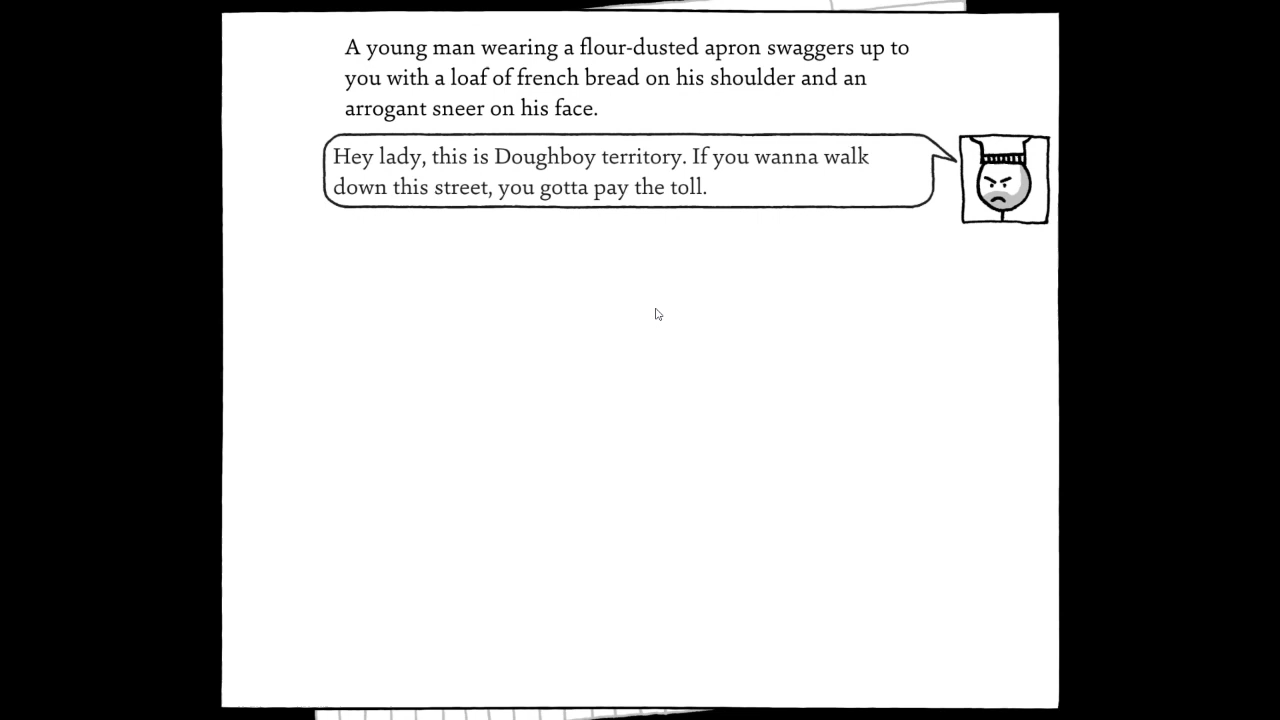 A young man wearing a flour-dusted apron swaggers up to
you with a loaf of french bread on his shoulder and an
arrogant sneer on his face.
Hey lady, this is Doughboy territory. If you wanna walk
down this street, you gotta pay the toll.